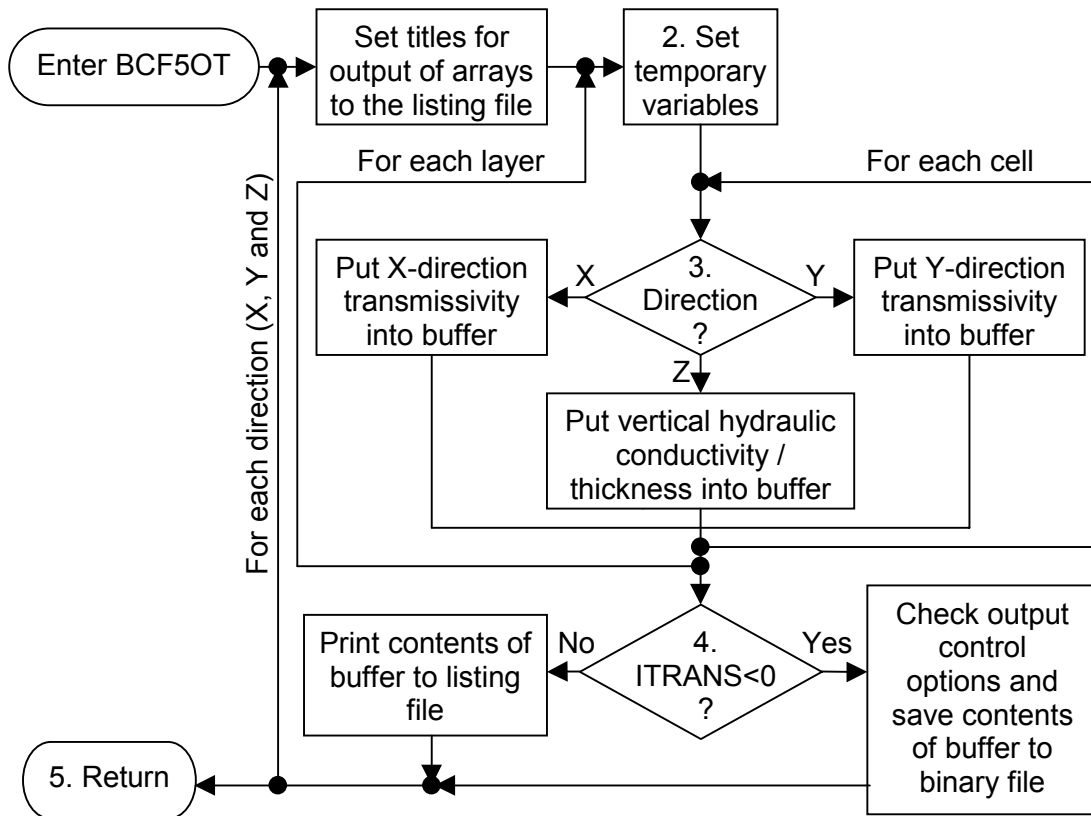 Enter BCF5OT
Set titles for
output of arrays
to the listing file
2. Set
temporary
variables
For each layer
For each cell
For each direction (X, Y and Z)
Put X-direction
transmissivity
into buffer
X
3.
Direction
?
Y
Put Y-direction
transmissivity
into buffer
Z
Put vertical hydraulic
conductivity /
thickness into buffer
Print contents of
buffer to listing
file
No
4.
ITRANS<0
?
Yes
Check output
control
options and
save contents
of buffer to
binary file
5. Return